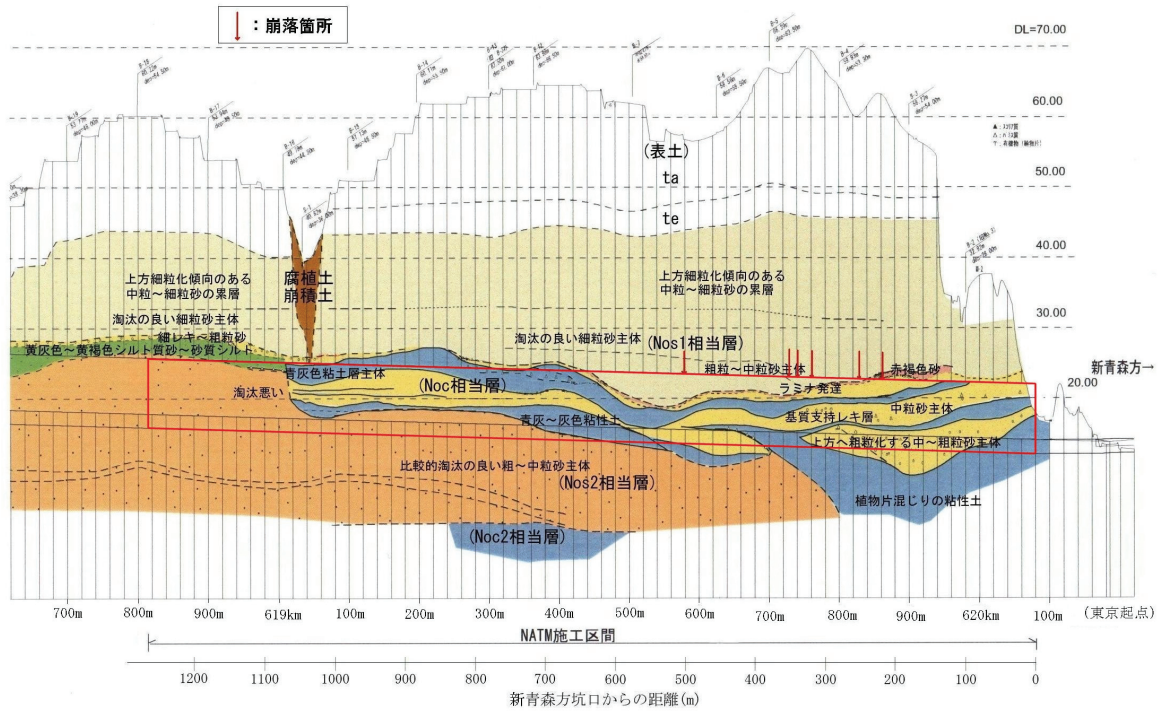 ：崩落箇所
DL=70.00
60.00
50.00
40.00
30.00
20.00
新青森方→
(表土)
ta
te
腐植土
崩積土
上方細粒化傾向のある
中粒～細粒砂の累層
上方細粒化傾向のある
中粒～細粒砂の累層
淘汰の良い細粒砂主体
細レキ～粗粒砂
黄灰色～黄褐色シルト質砂～砂質シルト
淘汰の良い細粒砂主体
(Nos1相当層)
粗粒～中粒砂主体
赤褐色砂
ラミナ発達
青灰色粘土層主体
(Noc相当層)
淘汰悪い
中粒砂主体
基質支持レキ層
青灰～灰色粘性土
上方へ粗粒化する中～粗粒砂主体
比較的淘汰の良い粗～中粒砂主体
(Nos2相当層)
植物片混じりの粘性土
(Noc2相当層)
700m 800m 900m 619km 100m 200m 300m 400m 500m 600m 700m 800m 900m 620km 100m (東京起点)
NATM施工区間
1200 1100 1000 900 800 700 600 500 400 300 200 100 0
新青森方坑口からの距離(m)